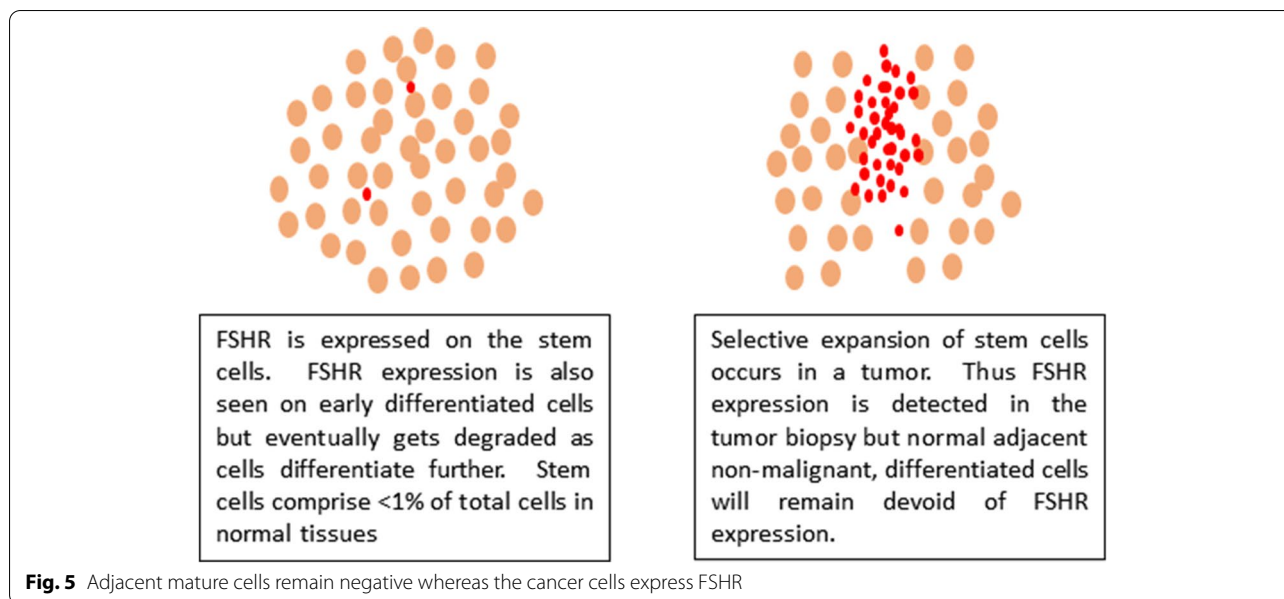 FSHR is expressed on the stem
cells. FSHR expression is also
seen on early differentiated cells
but eventually gets degraded as
cells differentiate further. Stem
cells comprise <1% of total cells in
normal tissues
Selective expansion of stem cells
occurs in a tumor. Thus FSHR
expression is detected in the
tumor biopsy but normal adjacent
non-malignant, differentiated cells
will remain devoid of FSHR
expression.
Fig. 5 Adjacent mature cells remain negative whereas the cancer cells express FSHR